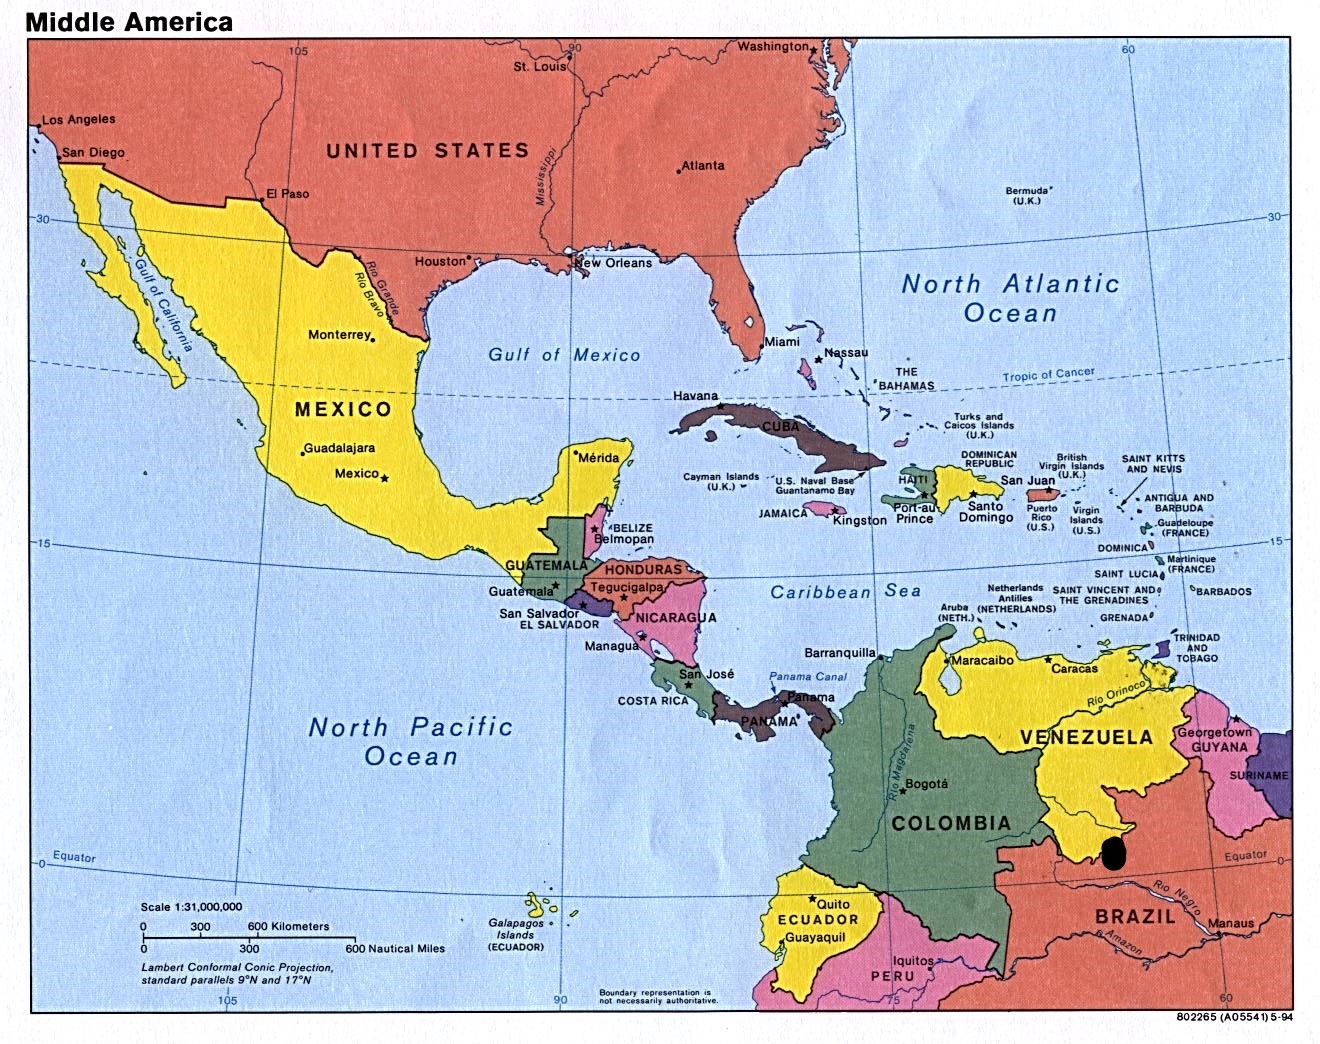 Middle America
105
90
60
Washington
St. Louis
Los Angeles
San Diego
UNITED STATES
Mississippi
Atlanta
El Paso
Bermuda
(U.K.)
30
30
Houston
New Orleans
Gulf of California
Rio Grande
Rio Bravo
North Atlantic
Ocean
Monterrey
Gulf of Mexico
Miami
Nassau
THE
BAHAMAS
Tropic of Cancer
Havana
MEXICO
CUBA
Turks and
Caicos Islands
(U.K.)
Guadalajara
Mexico
Mérida
Cayman Islands
(U.K.)
U.S. Naval Base
Guantanamo Bay
HAITI
DOMINICAN
REPUBLIC
British
Virgin Islands
(U.K.)
San Juan
SAINT KITTS
AND NEVIS
JAMAICA
Kingston
Port-au
Prince
Santo
Domingo
Puerto
Rico
(U.S.)
Virgin
Islands
(U.S.)
ANTIGUA AND
BARBUDA
Guadeloupe
(FRANCE)
BELIZE
Belmopan
15
15
DOMINICA
Martinique
(FRANCE)
GUATEMALA
HONDURAS
Guatemala
Tegucigalpa
Caribbean Sea
SAINT LUCIA
Netherlands
Antilles
(NETHERLANDS)
SAINT VINCENT AND
THE GRENADINES
BARBADOS
San Salvador
EL SALVADOR
NICARAGUA
Aruba
(NETH.)
GRENADA
Managua
Barranquilla
Maracaibo
Caracas
TRINIDAD
AND
TOBAGO
San José
COSTA RICA
Panama Canal
Panama
PANAMA
Río Orinoco
Río Magdalena
North Pacific
Ocean
VENEZUELA
Georgetown
GUYANA
SURINAME
Bogotá
COLOMBIA
0
Equator
Equator
0
Scale 1:31,000,000
0 300 600 Kilometers
0 300 600 Nautical Miles
Lambert Conformal Conic Projection,
standard parallels 9°N and 17°N
Galapagos
Islands
(ECUADOR)
Quito
ECUADOR
Guayaquil
Rio Negro
BRAZIL
Manaus
Amazon
Iquitos
PERU
Boundary representation is
not necessarily authoritative.
105
90
75
60
802265 (A05541) 5-94